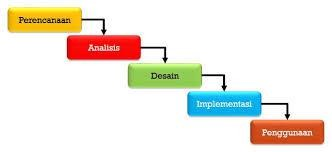 Perencanaan
Analisis
Desain
Implementasi
Penggunaan